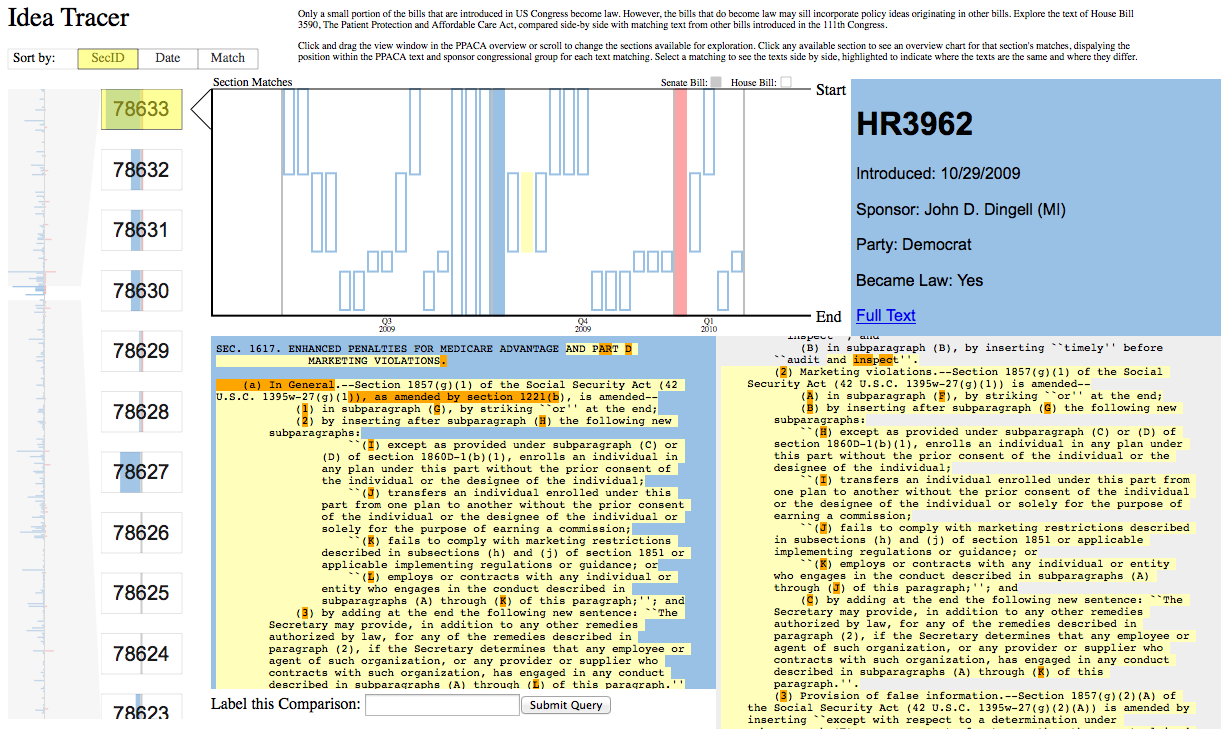 Idea Tracer
Only a small portion of the bills that are introduced in US Congress become law. However, the bills that do become law may sill incorporate policy ideas originating in other bills. Explore the text of House Bill
3590, The Patient Protection and Affordable Care Act, compared side-by side with matching text from other bills introduced in the 111th Congress.
Click and drag the view window in the PPACA overview or scroll to change the sections available for exploration. Click any available section to see an overview chart for that section's matches, dispalying the
position within the PPACA text and sponsor congressional group for each text matching. Select a matching to see the texts side by side, highlighted to indicate where the texts are the same and where they differ.
Sort by: SecID Date Match
Section Matches Senate Bill: House Bill:
78633
78632
78631
78630
78629
78628
78627
78626
78625
78624
78623
Start
End
Q3
2009
Q4
2009
Q1
2010
HR3962
Introduced: 10/29/2009
Sponsor: John D. Dingell (MI)
Party: Democrat
Became Law: Yes
Full Text
SEC. 1617. ENHANCED PENALTIES FOR MEDICARE ADVANTAGE AND PART D
MARKETING VIOLATIONS.
(a) In General.--Section 1857(g)(1) of the Social Security Act (42
U.S.C. 1395w-27(g)(1)), as amended by section 1221(b), is amended--
(1) in subparagraph (G), by striking ``or'' at the end;
(2) by inserting after subparagraph (H) the following new
subparagraphs:
``(I) except as provided under subparagraph (C) or
(D) of section 1860D-1(b)(1), enrolls an individual in
any plan under this part without the prior consent of
the individual or the designee of the individual;
``(J) transfers an individual enrolled under this
part from one plan to another without the prior consent
of the individual or the designee of the individual or
solely for the purpose of earning a commission;
``(K) fails to comply with marketing restrictions
described in subsections (h) and (j) of section 1851 or
applicable implementing regulations or guidance; or
``(L) employs or contracts with any individual or
entity who engages in the conduct described in
subparagraphs (A) through (K) of this paragraph;''; and
(3) by adding at the end the following new sentence: ``The
Secretary may provide, in addition to any other remedies
authorized by law, for any of the remedies described in
paragraph (2), if the Secretary determines that any employee or
agent of such organization, or any provider or supplier who
contracts with such organization, has engaged in any conduct
described in subparagraphs (A) through (L) of this paragraph.''
inspect''; and
(B) in subparagraph (B), by inserting ``timely'' before
``audit and inspect''.
(2) Marketing violations.--Section 1857(g)(1) of the Social
Security Act (42 U.S.C. 1395w-27(g)(1)) is amended--
(A) in subparagraph (F), by striking ``or'' at the end;
(B) by inserting after subparagraph (G) the following new
subparagraphs:
``(H) except as provided under subparagraph (C) or (D) of
section 1860D-1(b)(1), enrolls an individual in any plan under
this part without the prior consent of the individual or the
designee of the individual;
``(I) transfers an individual enrolled under this part from
one plan to another without the prior consent of the individual
or the designee of the individual or solely for the purpose of
earning a commission;
``(J) fails to comply with marketing restrictions described
in subsections (h) and (j) of section 1851 or applicable
implementing regulations or guidance; or
``(K) employs or contracts with any individual or entity
who engages in the conduct described in subparagraphs (A)
through (J) of this paragraph;''; and
(C) by adding at the end the following new sentence: ``The
Secretary may provide, in addition to any other remedies
authorized by law, for any of the remedies described in
paragraph (2), if the Secretary determines that any employee or
agent of such organization, or any provider or supplier who
contracts with such organization, has engaged in any conduct
described in subparagraphs (A) through (K) of this
paragraph.''.
(3) Provision of false information.--Section 1857(g)(2)(A) of
the Social Security Act (42 U.S.C. 1395w-27(g)(2)(A)) is amended by
inserting ``except with respect to a determination under
Label this Comparison: Submit Query